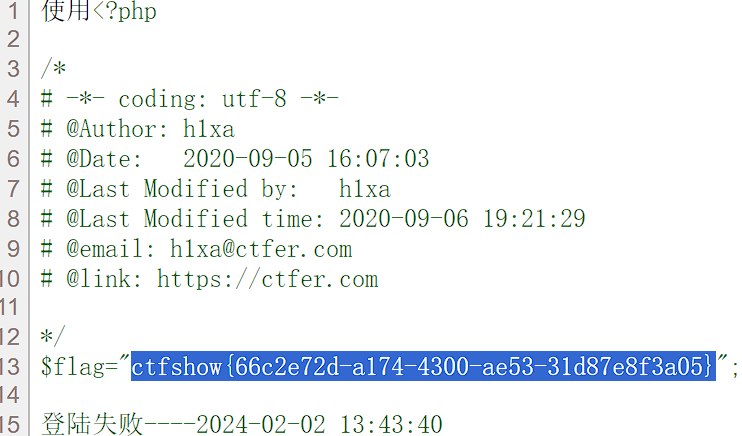 1 使用<?php
2
3 /*
4 # -*- coding: utf-8 -*-
5 # @Author: h1xa
6 # @Date:   2020-09-05 16:07:03
7 # @Last Modified by:   h1xa
8 # @Last Modified time: 2020-09-06 19:21:29
9 # @email: h1xa@ctfer.com
10 # @link: https://ctfer.com
11
12 */
13 $flag="ctfshow{66c2e72d-a174-4300-ae53-31d87e8f3a05}";
14
15 登陆失败----2024-02-02 13:43:40